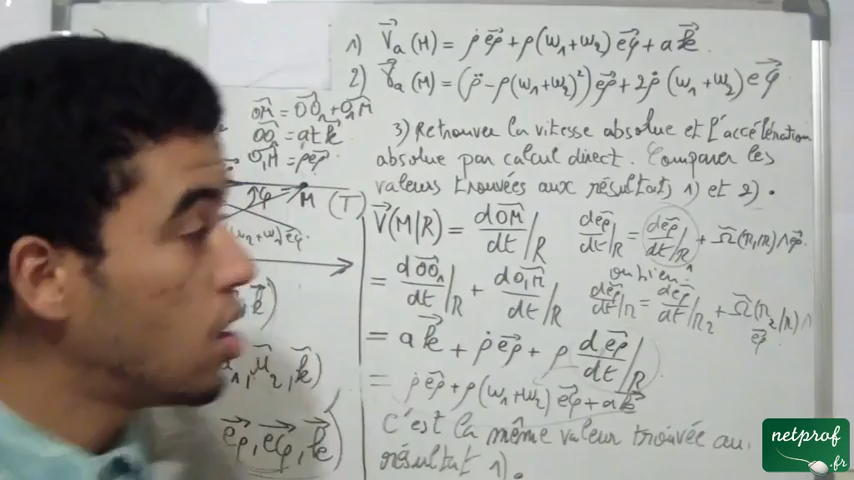 1) V⃗a(M) = ρ̇ e⃗ρ + ρ(ω₁+ω₂) e⃗φ + a k⃗.
2) γ⃗a(M) = (ρ̈ - ρ(ω₁+ω₂)²) e⃗ρ + 2ρ̇ (ω₁+ω₂) e⃗φ
OM⃗ = OO₁⃗ + O₁M⃗
OO₁⃗ = at k⃗
O₁M⃗ = ρe⃗ρ
3) Retrouver la vitesse absolue et l'accélération
absolue par calcul direct. Comparer les
valeurs trouvées aux résultats 1) et 2).
φ M (T)
ω₂) e⃗φ.
k⃗)
μ⃗₂, k⃗)
e⃗ρ, e⃗φ, k⃗)
V⃗(M|R) = dOM⃗/dt |R
= dOO₁⃗/dt |R + dO₁M⃗/dt |R
= a k⃗ + ρ̇ e⃗ρ + ρ de⃗ρ/dt |R
= ρ̇ e⃗ρ + ρ(ω₁+ω₂) e⃗φ + a k⃗
de⃗ρ/dt |R = de⃗ρ/dt |R₁ + Ω⃗(R₁/R) ∧ e⃗ρ.
ou bien
de⃗ρ/dt |R = de⃗ρ/dt |R₂ + Ω⃗(R₂/R) ∧
e⃗ρ
C'est la même valeur trouvée au
résultat 1).
netprof
.fr